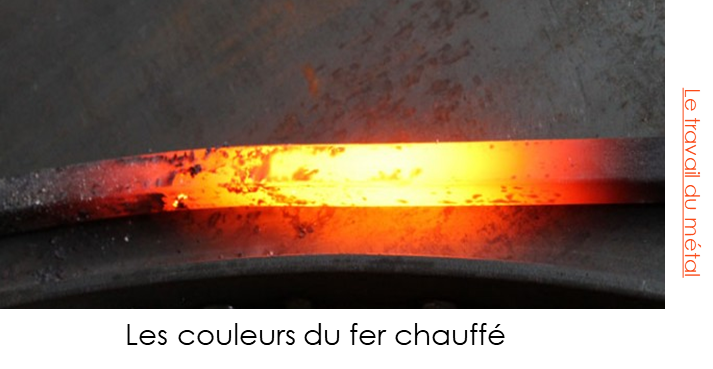 Le travail du métal
Les couleurs du fer chauffé